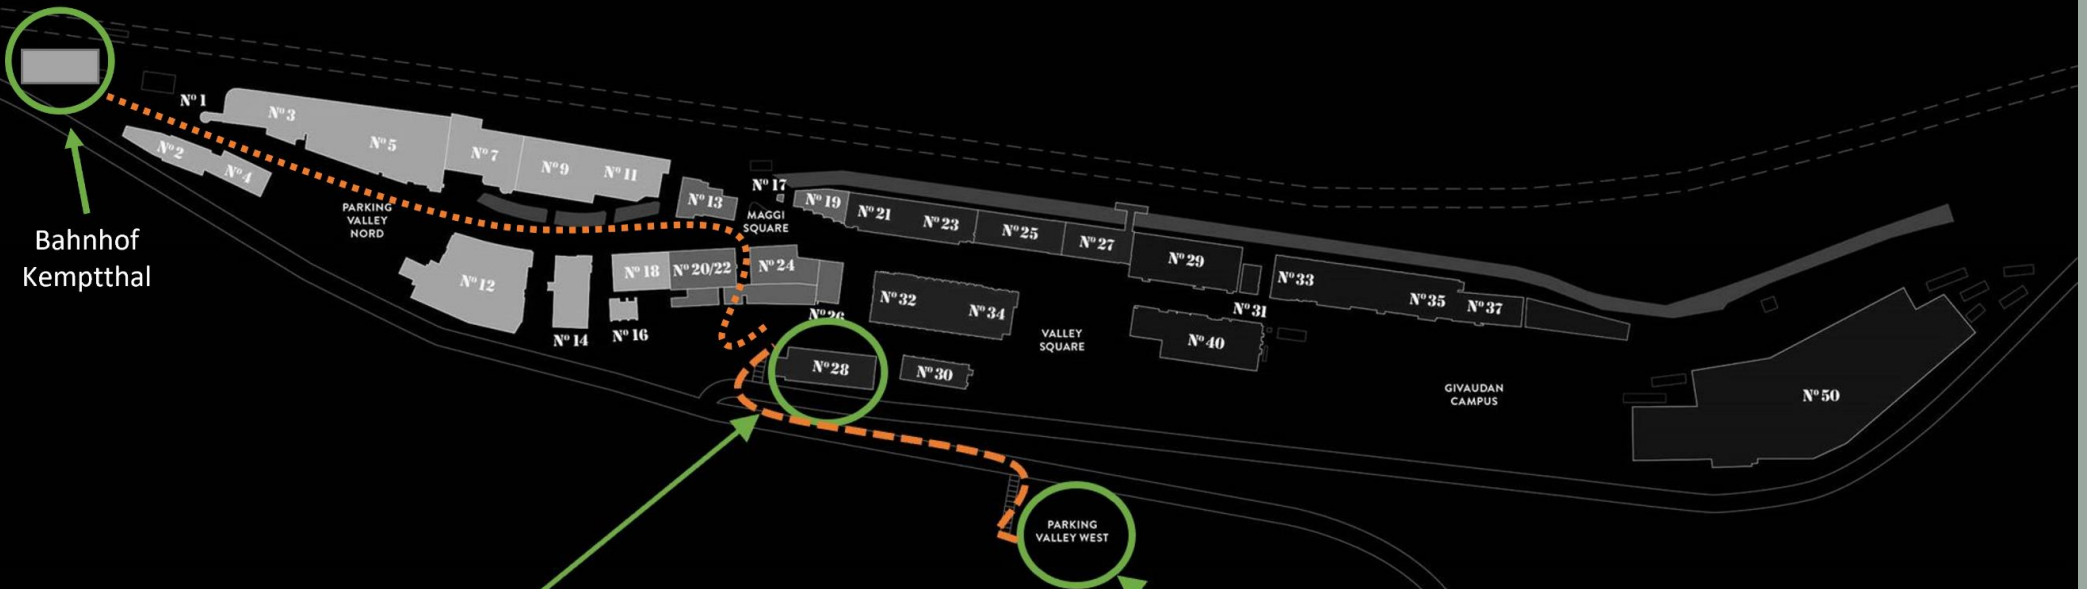 Bahnhof
Kemptthal
Nº 1
Nº 3
Nº 5
Nº 7
Nº 9
Nº 11
Nº 2
Nº 4
PARKING
VALLEY
NORD
Nº 12
Nº 14
Nº 16
Nº 18
Nº 20/22
Nº 13
Nº 17
MAGGI
SQUARE
Nº 19
Nº 21
Nº 23
Nº 25
Nº 27
Nº 29
Nº 24
Nº 26
Nº 28
Nº 30
Nº 32
Nº 34
VALLEY
SQUARE
Nº 31
Nº 33
Nº 35
Nº 37
Nº 40
GIVAUDAN
CAMPUS
Nº 50
PARKING
VALLEY WEST